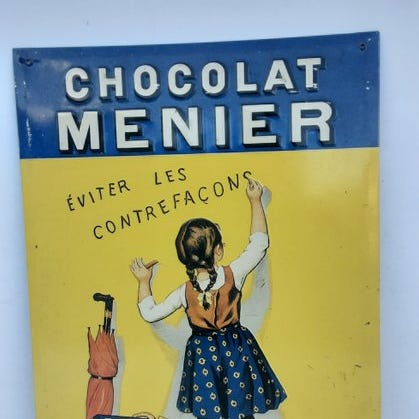 CHOCOLAT
MENIER
ÉVITER LES
CONTREFAÇONS